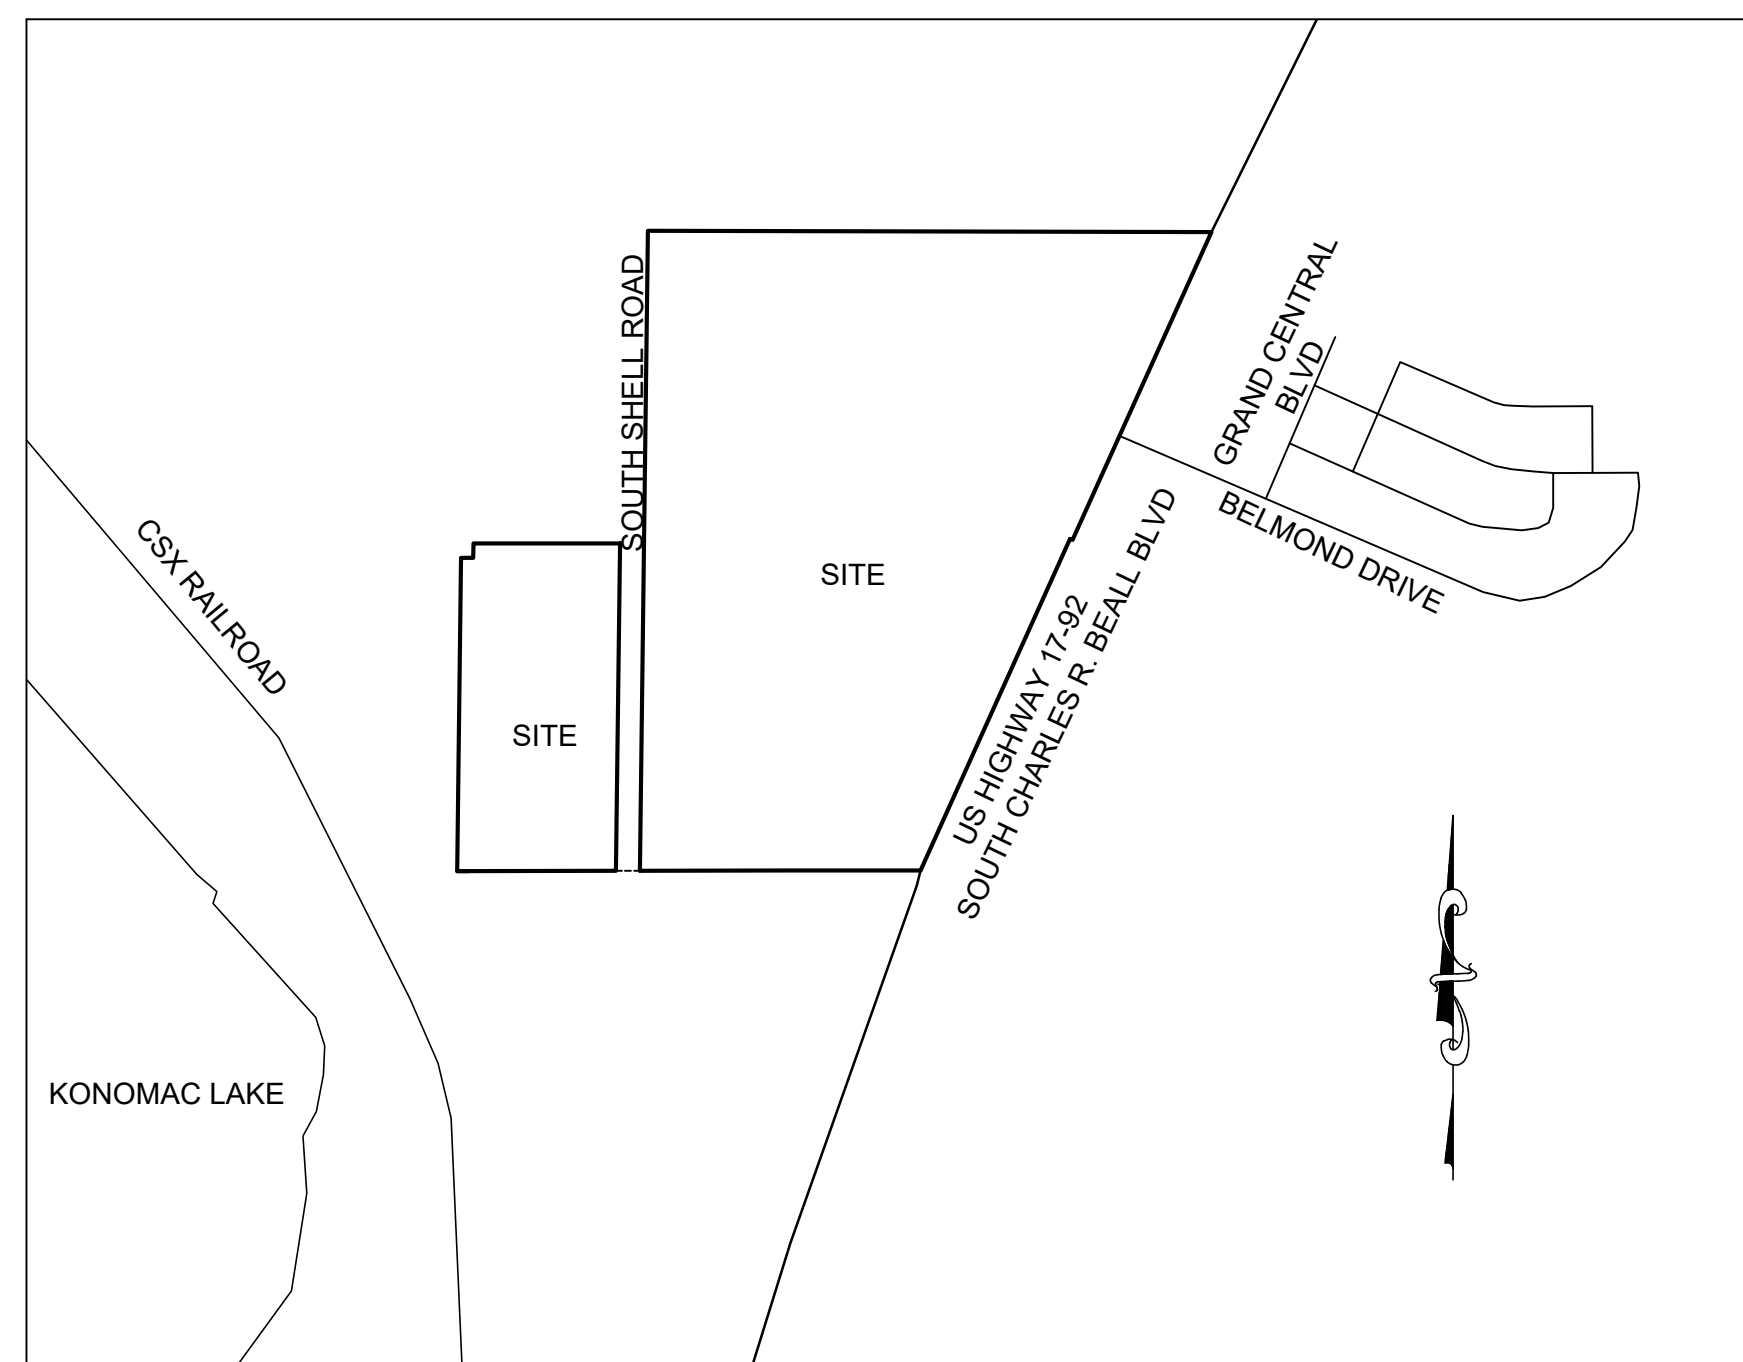 SOUTH SHELL ROAD
GRAND CENTRAL
BLVD
BELMOND DRIVE
CSX RAILROAD
SITE
SITE
US HIGHWAY 17-92
SOUTH CHARLES R. BEALL BLVD
KONOMAC LAKE